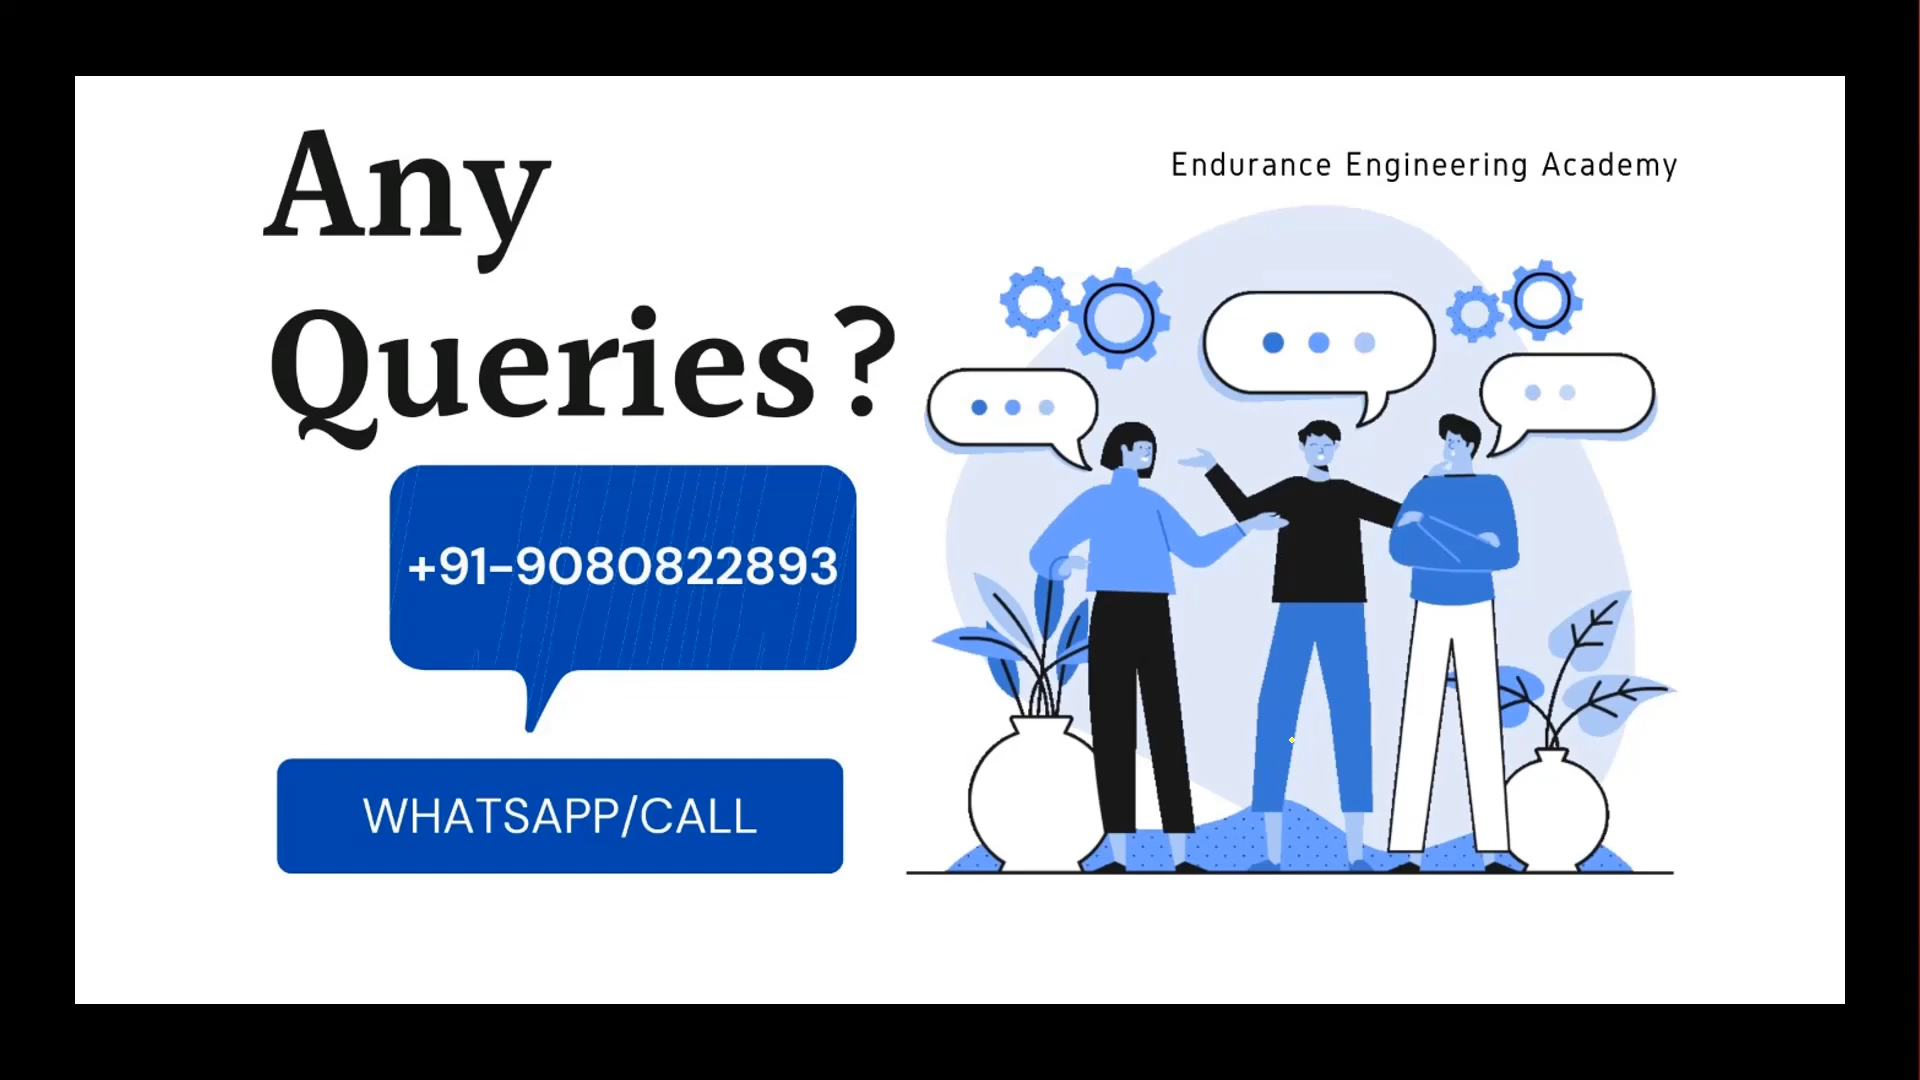 Any
Queries?
Endurance Engineering Academy
+91-9080822893
WHATSAPP/CALL